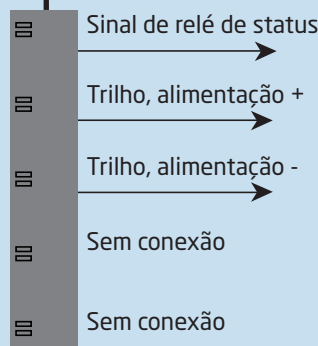 Sinal de relé de status
Trilho, alimentação +
Trilho, alimentação -
Sem conexão
Sem conexão